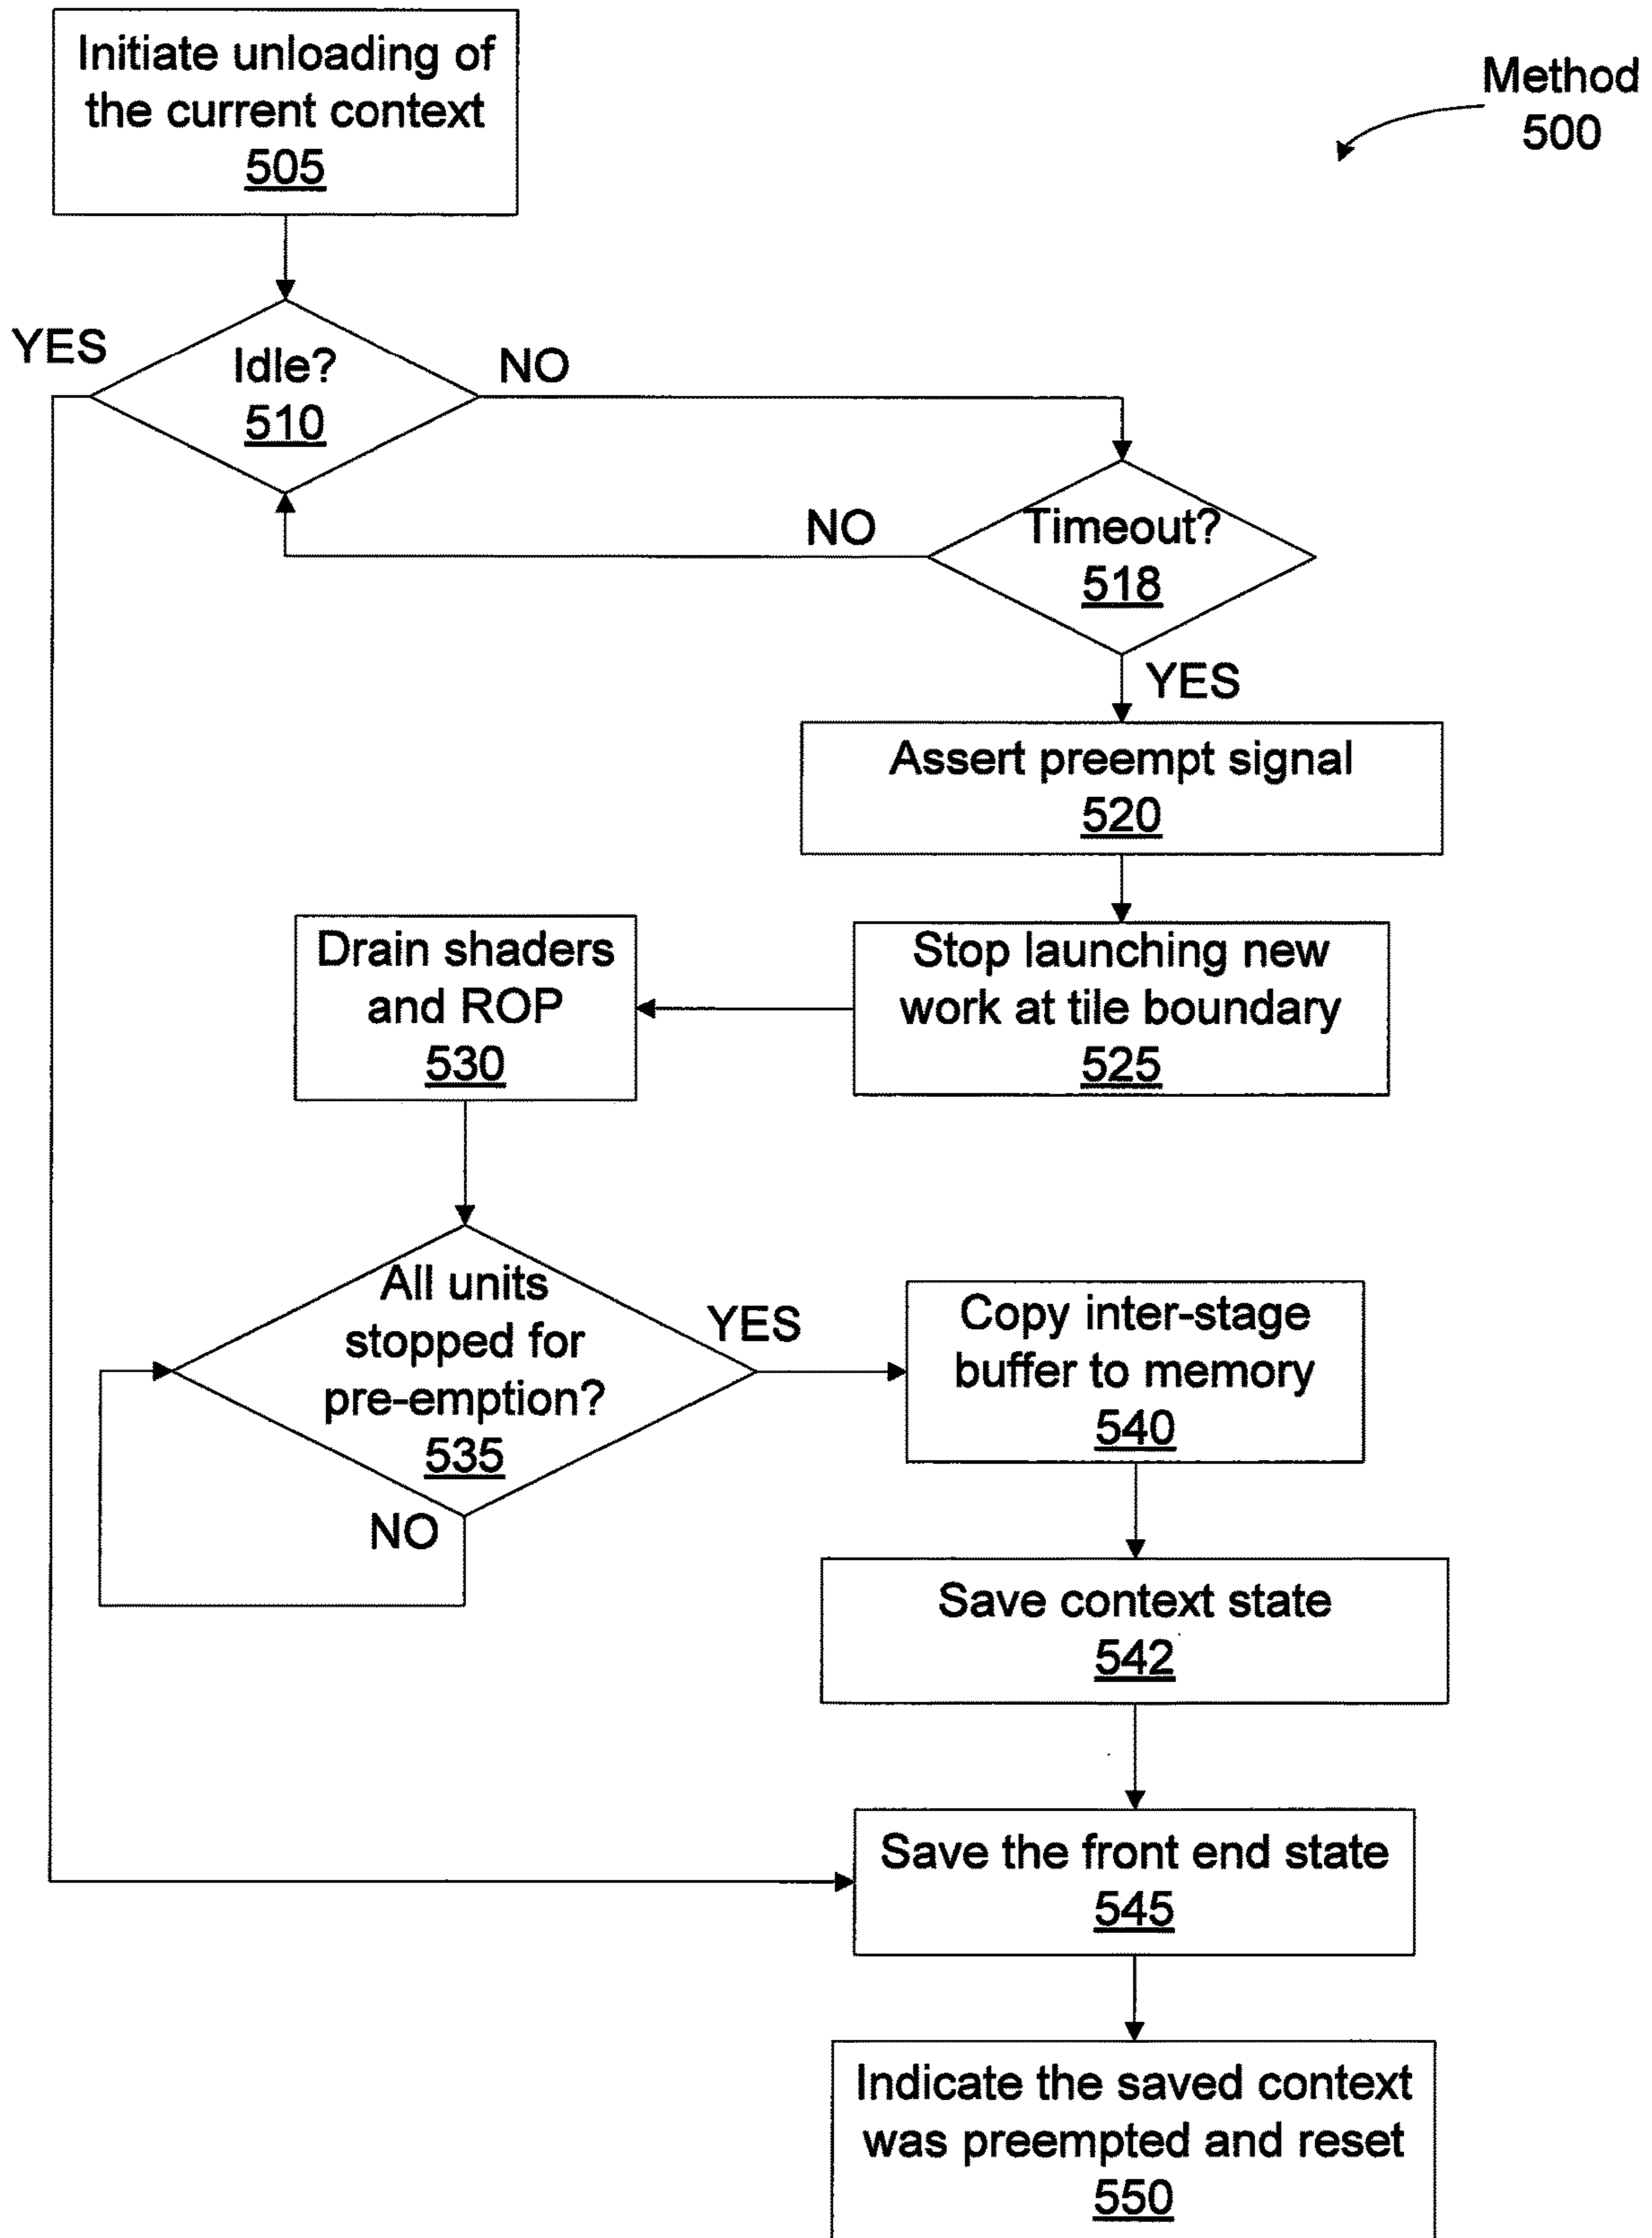 Initiate unloading of
the current context
505
Method
500
YES
Idle?
510
NO
NO
Timeout?
518
YES
Assert preempt signal
520
Drain shaders
and ROP
530
Stop launching new
work at tile boundary
525
All units
stopped for
pre-emption?
535
YES
NO
Copy inter-stage
buffer to memory
540
Save context state
542
Save the front end state
545
Indicate the saved context
was preempted and reset
550